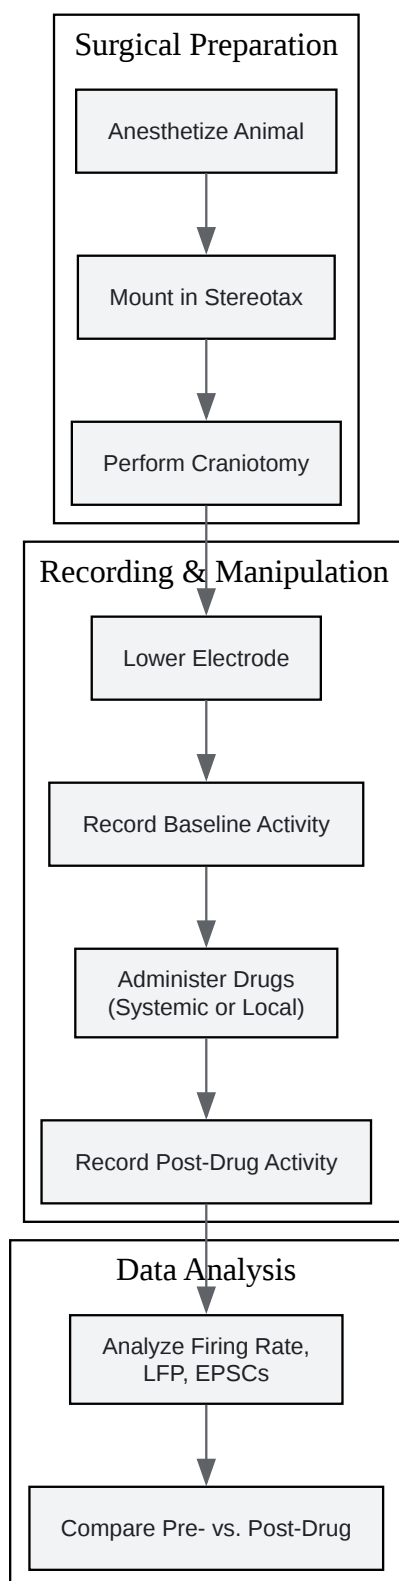 Surgical Preparation
Anesthetize Animal
Mount in Stereotax
Perform Craniotomy
Recording & Manipulation
Lower Electrode
Record Baseline Activity
Administer Drugs
(Systemic or Local)
Record Post-Drug Activity
Data Analysis
Analyze Firing Rate,
LFP, EPSCs
Compare Pre- vs. Post-Drug